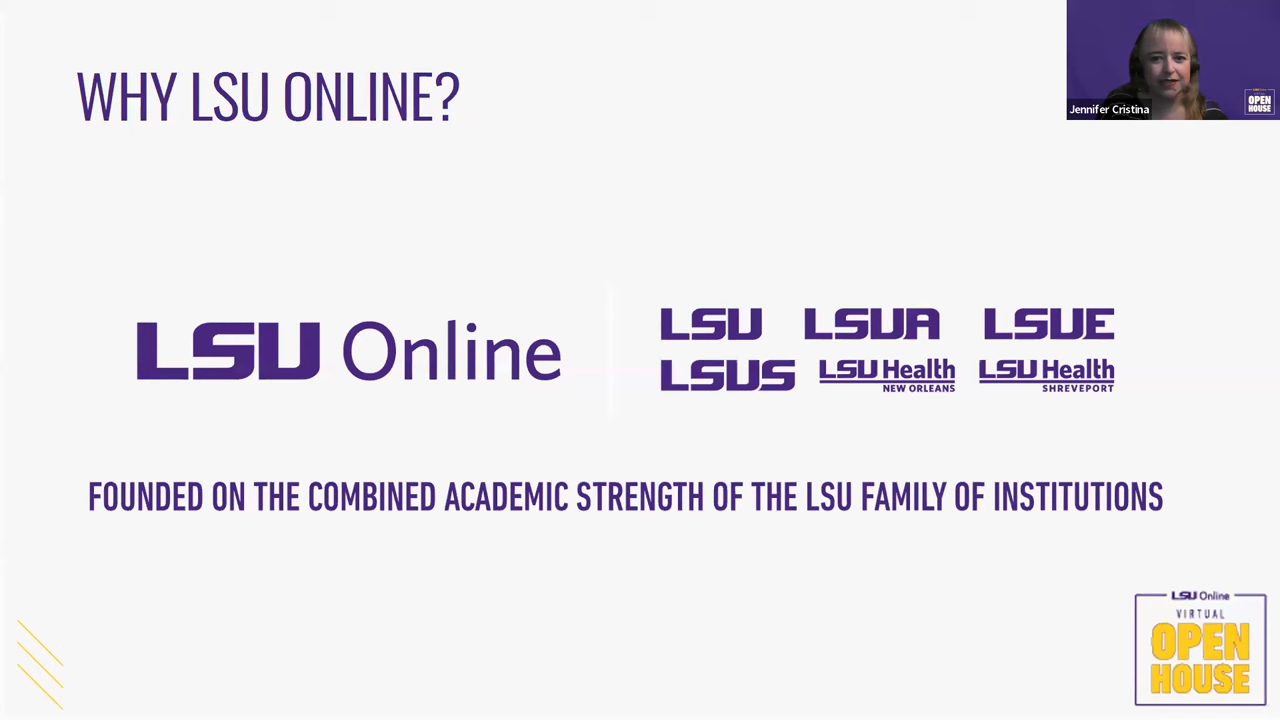 WHY LSU ONLINE?
Jennifer Cristina
OPEN
HOUSE
LSU Online
LSU LSUA LSUE
LSUS LSU Health NEW ORLEANS LSU Health SHREVEPORT
FOUNDED ON THE COMBINED ACADEMIC STRENGTH OF THE LSU FAMILY OF INSTITUTIONS
LSU Online
VIRTUAL
OPEN
HOUSE